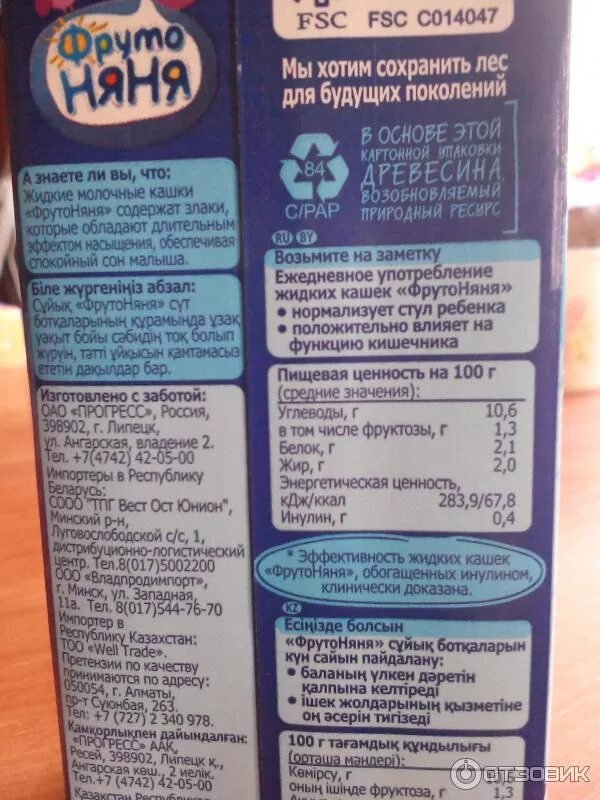 Фруто
НЯНЯ
А знаете ли вы, что:
Жидкие молочные кашки
«ФрутоНяня» содержат злаки,
которые обладают длительным
эффектом насыщения, обеспечивая
спокойный сон малыша.
Біле жүргеніңіз абзал:
Сұйық «ФрутоНяня» сүт
ботқаларының құрамында ұзақ
уақыт бойы сәбидің тоқ болып
жүруін, тәтті ұйқысын қамтамасыз
ететін дақылдар бар.
Изготовлено с заботой:
ОАО «ПРОГРЕСС», Россия,
398902, г. Липецк,
ул. Ангарская, владение 2.
Тел. +7(4742) 42-05-00
Импортеры в Республику
Беларусь:
СООО "ТПГ Вест Ост Юнион",
Минский р-н,
Луговослободской с/с, 1,
дистрибуционно-логистический
центр. Тел.8(017)5002200
ООО «Владпродимпорт»,
г. Минск, ул. Западная,
11а. Тел. 8(017)544-76-70
Импортер в
Республику Казахстан:
ТОО «Well Trade».
Претензии по качеству
принимаются по адресу:
050054, г. Алматы,
пр-т Суюнбая, 263.
Тел: +7 (727) 2 340 978.
Қамқорлықпен дайындалған:
«ПРОГРЕСС» ААҚ,
Ресей, 398902, Липецк қ.,
Ангарская көш., 2 иелік.
Тел.+7 (4742) 42-05-00
Қазақстан Республикасы
FSC FSC C014047
Мы хотим сохранить лес
для будущих поколений
84
C/PAP
В ОСНОВЕ ЭТОЙ
КАРТОННОЙ УПАКОВКИ
ДРЕВЕСИНА
ВОЗОБНОВЛЯЕМЫЙ
ПРИРОДНЫЙ РЕСУРС
RU BY
Возьмите на заметку
Ежедневное употребление
жидких кашек «ФрутоНяня»
• нормализует стул ребенка
• положительно влияет на
функцию кишечника
Пищевая ценность на 100 г
(средние значения):
Углеводы, г 10,6
в том числе фруктозы, г 1,3
Белок, г 2,1
Жир, г 2,0
Энергетическая ценность,
кДж/ккал 283,9/67,8
Инулин, г 0,4
* Эффективность жидких кашек
«ФрутоНяня», обогащенных инулином,
клинически доказана.
KZ
Есіңізде болсын
«ФрутоНяня» сұйық ботқаларын
күн сайын пайдалану:
• баланың үлкен дәретін
қалпына келтіреді
• ішек жолдарының қызметіне
оң әсерін тигізеді
100 г тағамдық құндылығы
(орташа мәндері):
Көмірсу, г
оның ішінде фруктоза, г 1,3
ОТЗОВИК